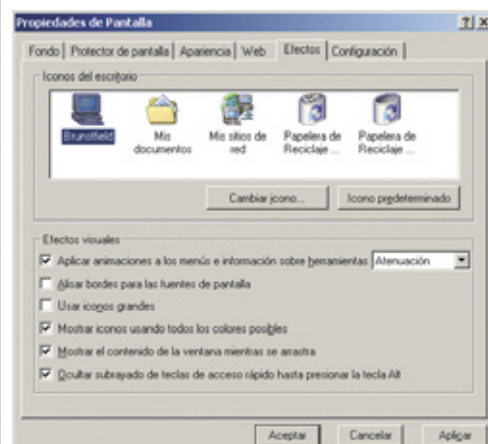 Propiedades de Pantalla
Fondo Protector de pantalla Apariencia Web Efectos Configuración
Iconos del escritorio
Brunstfield Mis documentos Mis sitios de red Papelera de Reciclaje ... Papelera de Reciclaje ...
Cambiar icono... Icono predeterminado
Efectos visuales
Aplicar animaciones a los menús e información sobre herramientas Atenuación
Alisar bordes para las fuentes de pantalla
Usar iconos grandes
Mostrar iconos usando todos los colores posibles
Mostrar el contenido de la ventana mientras se arrastra
Ocultar subrayado de teclas de acceso rápido hasta presionar la tecla Alt
Aceptar Cancelar Aplicar